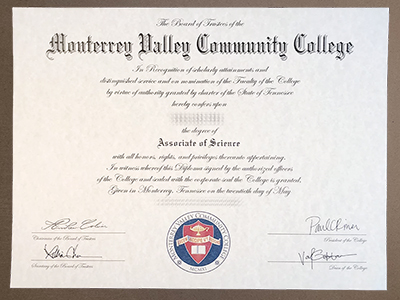 The Board of Trustees of the
Monterrey Valley Community College
In Recognition of scholarly attainments and
distinguished service and on nomination of the Faculty of the College
by virtue of authority granted by charter of the State of Tennessee
hereby confers upon
the degree of
Associate of Science
with all honors, rights, and privileges thereunto appertaining.
In witness whereof this Diploma signed by the authorized officers
of the College and sealed with the corporate seal the College is granted,
Given in Monterrey, Tennessee on the twentieth day of May
Chairman of the Board of Trustees
Secretary of the Board of Trustees
MONTERREY VALLEY COMMUNITY COLLEGE
President of the College
Dean of the College